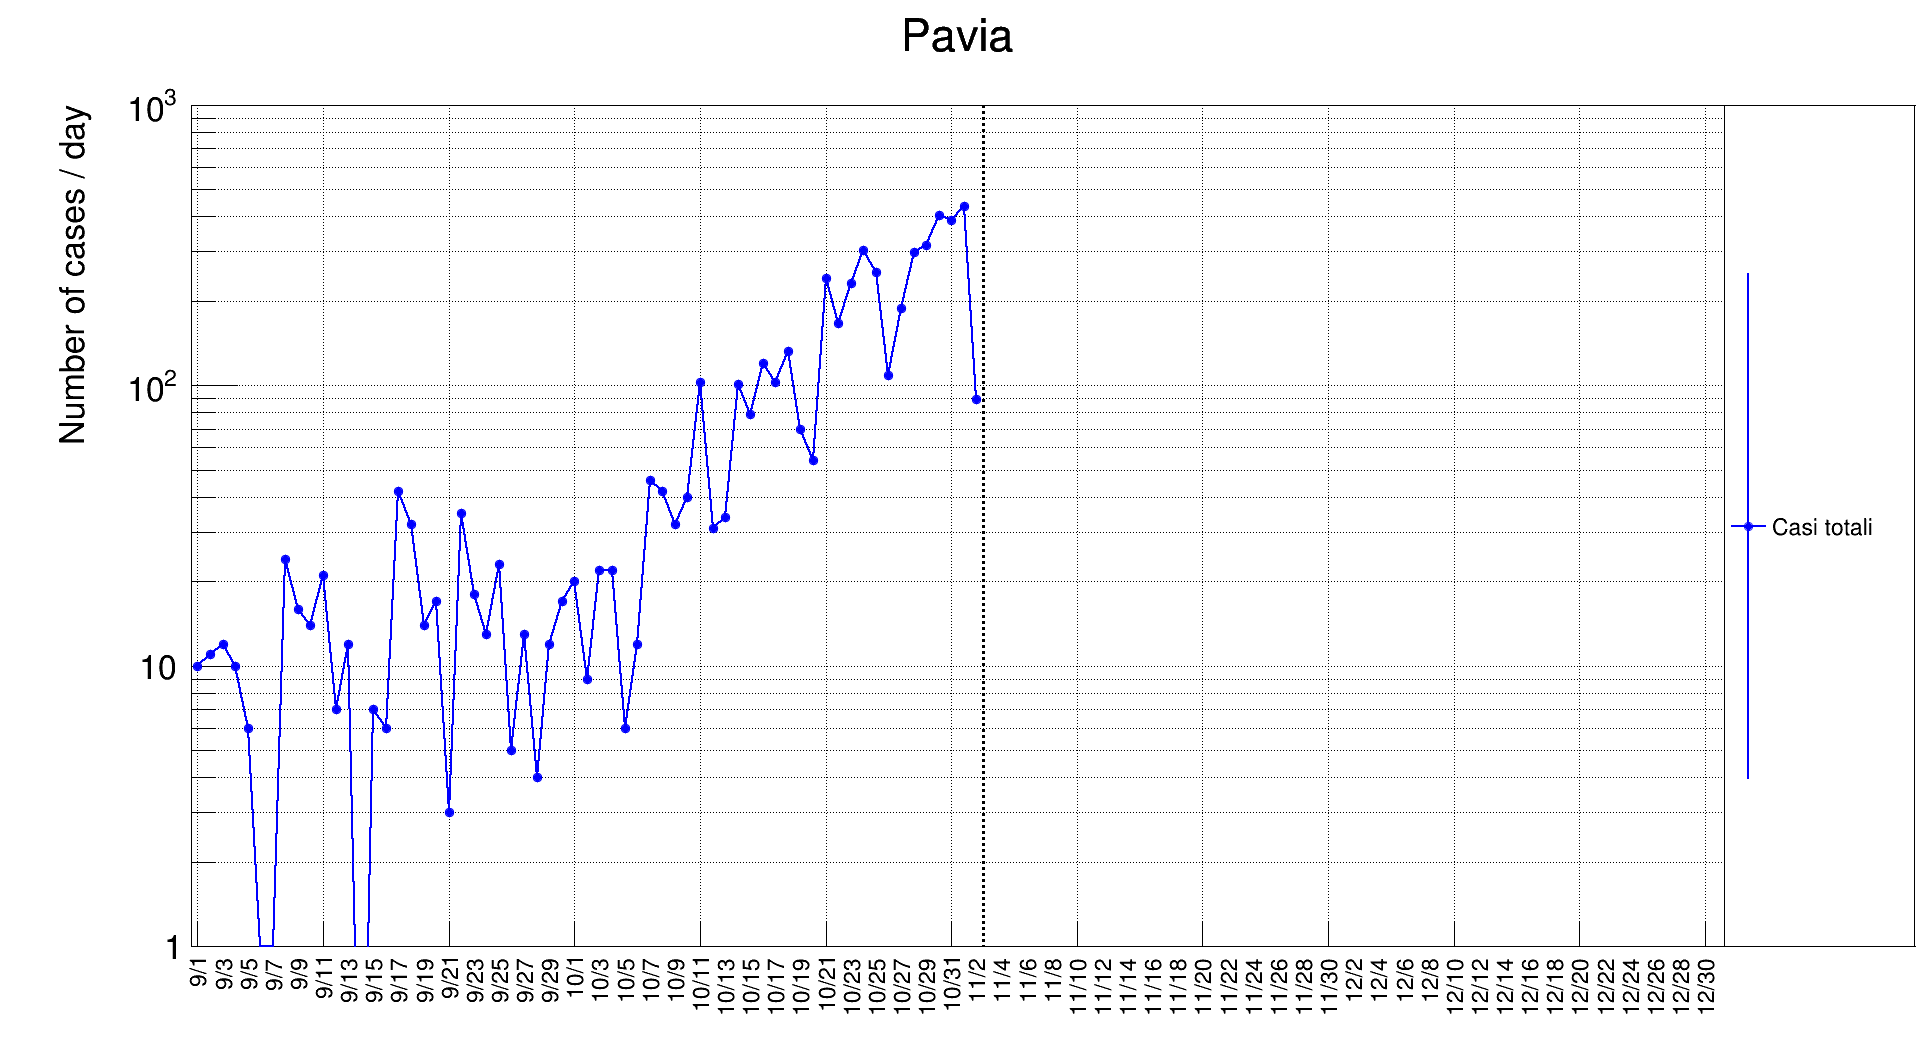 Pavia
Number of cases / day
10³
10²
10
1
9/1 9/3 9/5 9/7 9/9 9/11 9/13 9/15 9/17 9/19 9/21 9/23 9/25 9/27 9/29 10/1 10/3 10/5 10/7 10/9 10/11 10/13 10/15 10/17 10/19 10/21 10/23 10/25 10/27 10/29 10/31 11/2 11/4 11/6 11/8 11/10 11/12 11/14 11/16 11/18 11/20 11/22 11/24 11/26 11/28 11/30 12/2 12/4 12/6 12/8 12/10 12/12 12/14 12/16 12/18 12/20 12/22 12/24 12/26 12/28 12/30
Casi totali